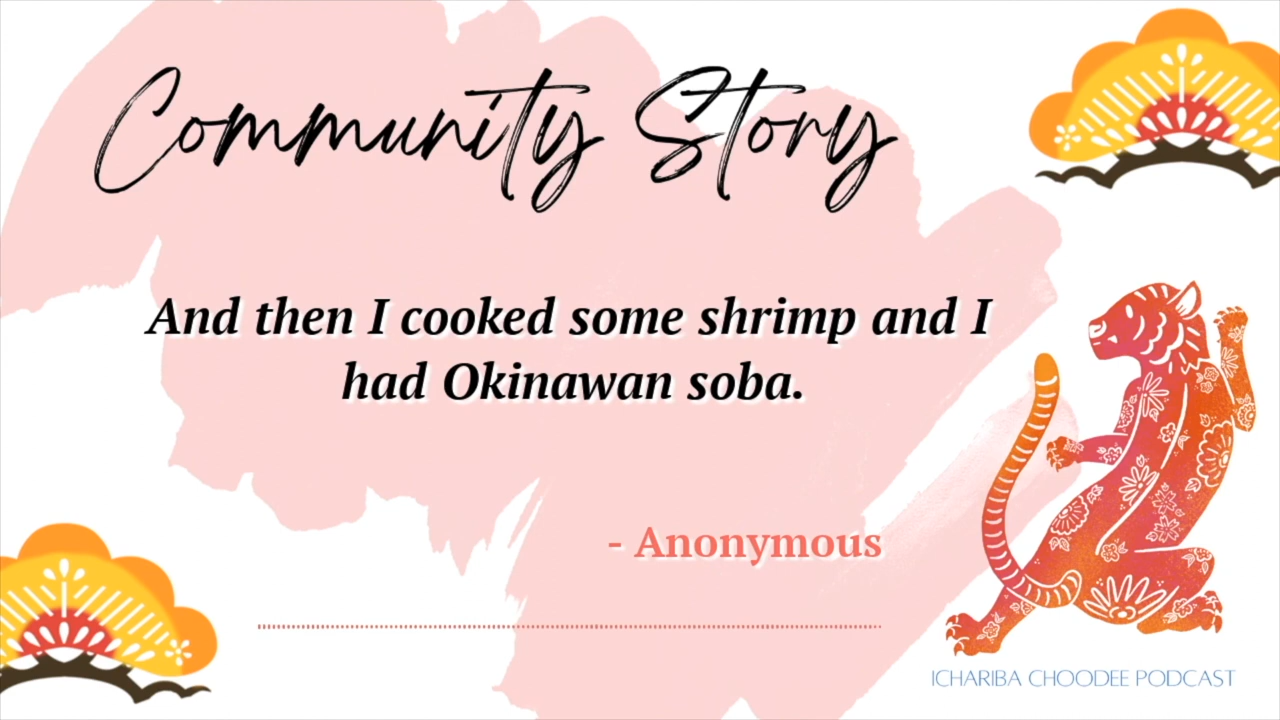 Community Story
And then I cooked some shrimp and I
had Okinawan soba.
- Anonymous
ICHARIBA CHOODEE PODCAST